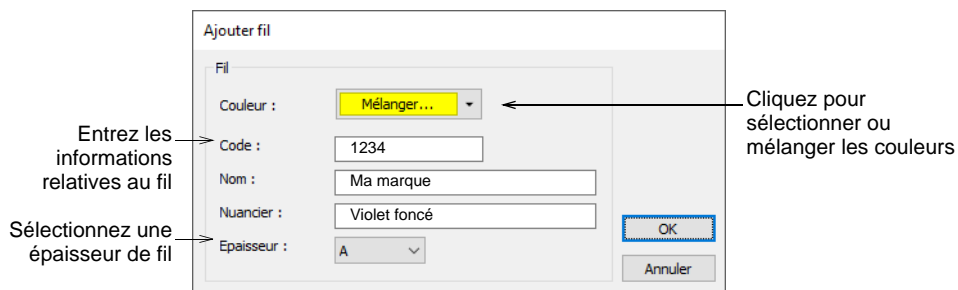 Ajouter fil
Fil
Couleur :
Mélanger...
Cliquez pour
sélectionner ou
mélanger les couleurs
Entrez les
informations
relatives au fil
Code :
1234
Nom :
Ma marque
Nuancier :
Violet foncé
Sélectionnez une
épaisseur de fil
Epaisseur :
A
OK
Annuler